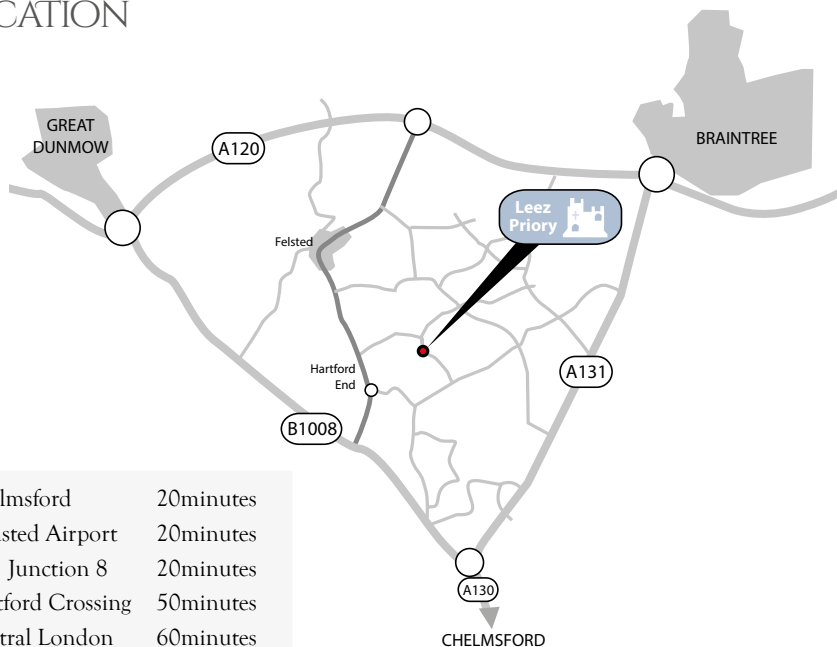 CATION
GREAT
DUNMOW
A120
BRAINTREE
Leez
Priory
Felsted
Hartford
End
A131
B1008
lmsford 20minutes
sted Airport 20minutes
Junction 8 20minutes
tford Crossing 50minutes
tral London 60minutes
A130
CHELMSFORD